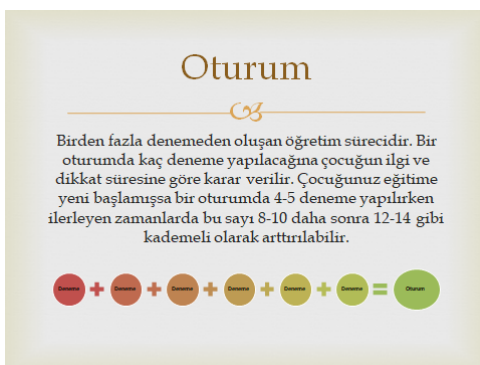 Oturum
Birden fazla denemeden oluşan öğretim sürecidir. Bir
oturumda kaç deneme yapılacağına çocuğun ilgi ve
dikkat süresine göre karar verilir. Çocuğunuz eğitime
yeni başlamışsa bir oturumda 4-5 deneme yapılırken
ilerleyen zamanlarda bu sayı 8-10 daha sonra 12-14 gibi
kademeli olarak arttırılabilir.
Deneme + Deneme + Deneme + Deneme + Deneme + Deneme = Oturum